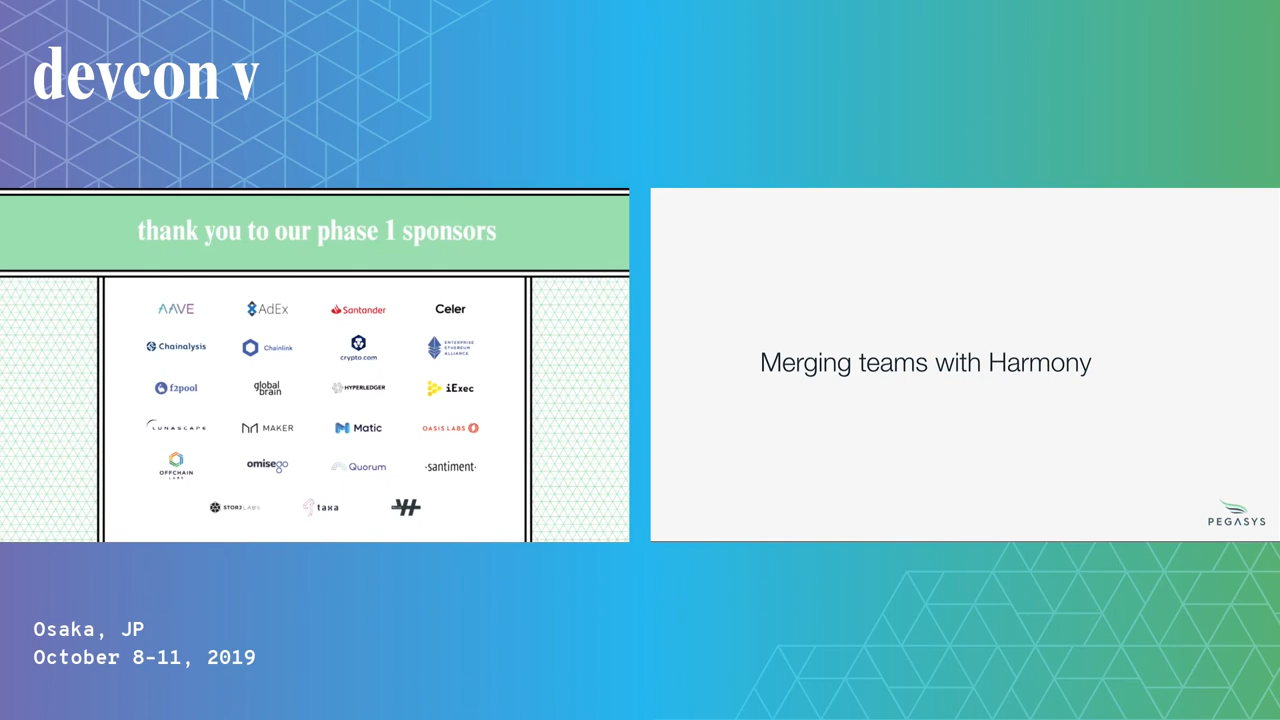 devcon v
thank you to our phase 1 sponsors
AAVE
AdEx
Santander
Celer
Chainalysis
Chainlink
crypto.com
ENTERPRISE
ETHEREUM
ALLIANCE
f2pool
global
brain
HYPERLEDGER
iExec
LUNASCAPE
MAKER
Matic
OASIS LABS
OFFCHAIN
LABS
omisego
Quorum
·santiment·
STORJ LABS
taxa
Merging teams with Harmony
PEGASYS
Osaka, JP
October 8-11, 2019